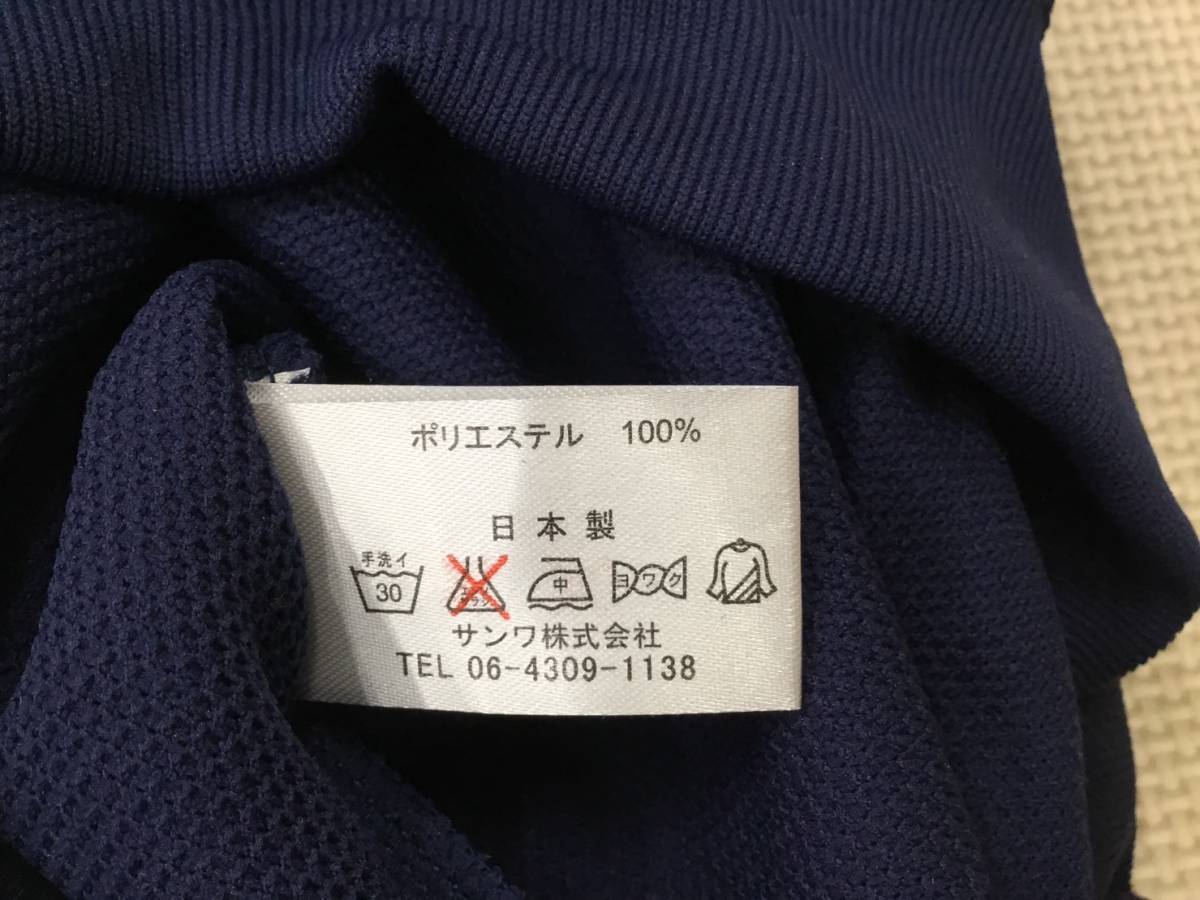 ポリエステル 100%
日本製
手洗イ
30
中
ヨワク
サンワ株式会社
TEL 06-4309-1138